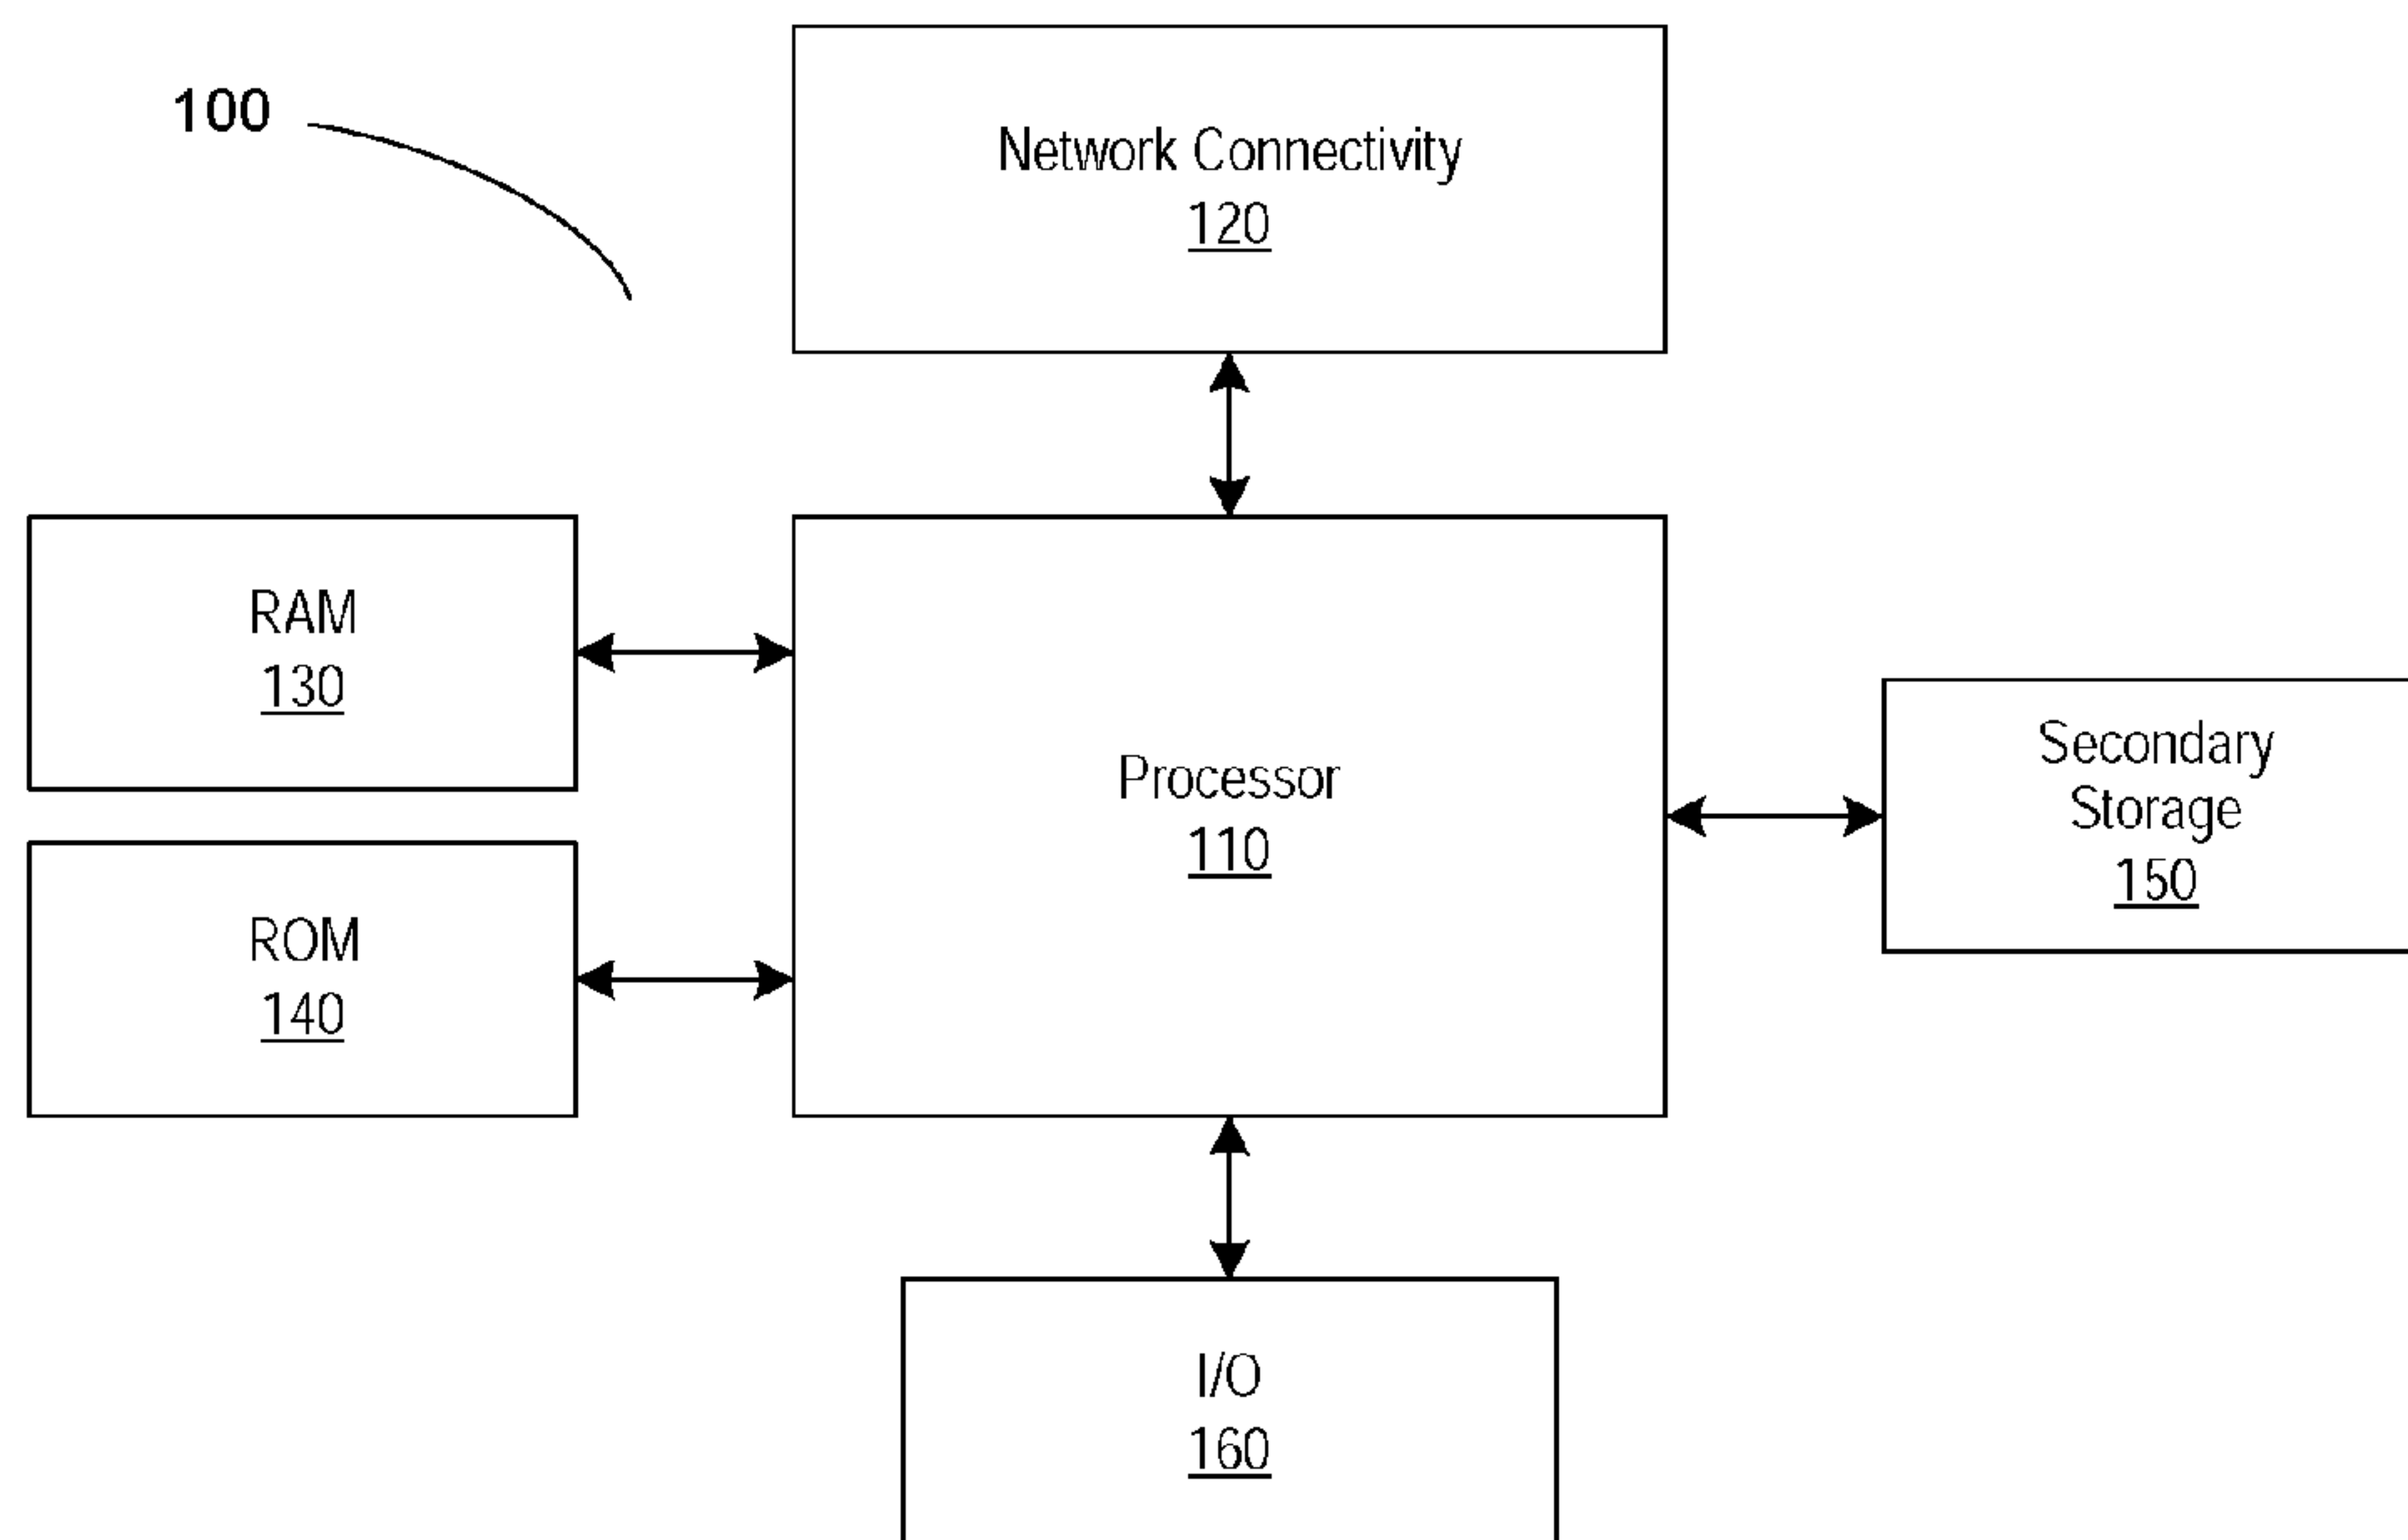 100
Network Connectivity
120
RAM
130
Processor
110
Secondary
Storage
150
ROM
140
I/O
160